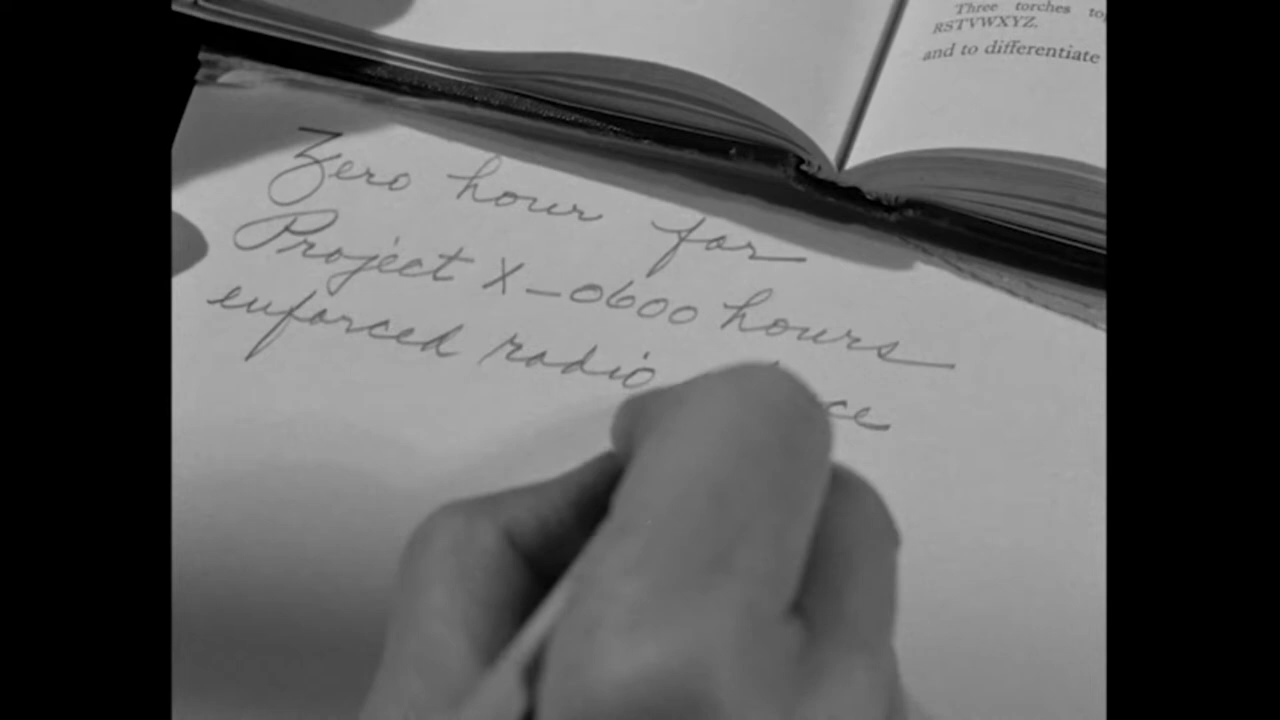 Three torches
RSTVWXYZ.
and to differentiate
Zero hour for
Project X-0600 hours
enforced radio